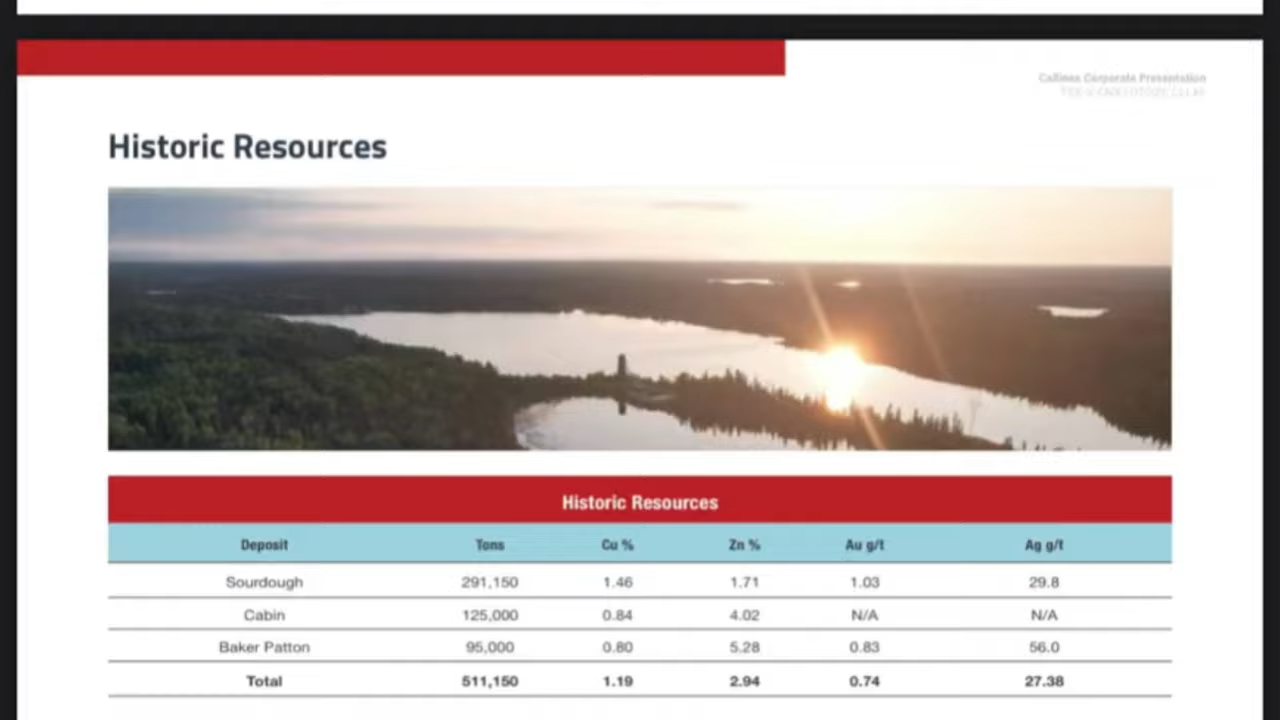 Callinex Corporate Presentation
Historic Resources
Historic Resources
Deposit Tons Cu % Zn % Au g/t Ag g/t
Sourdough 291,150 1.46 1.71 1.03 29.8
Cabin 125,000 0.84 4.02 N/A N/A
Baker Patton 95,000 0.80 5.28 0.83 56.0
Total 511,150 1.19 2.94 0.74 27.38